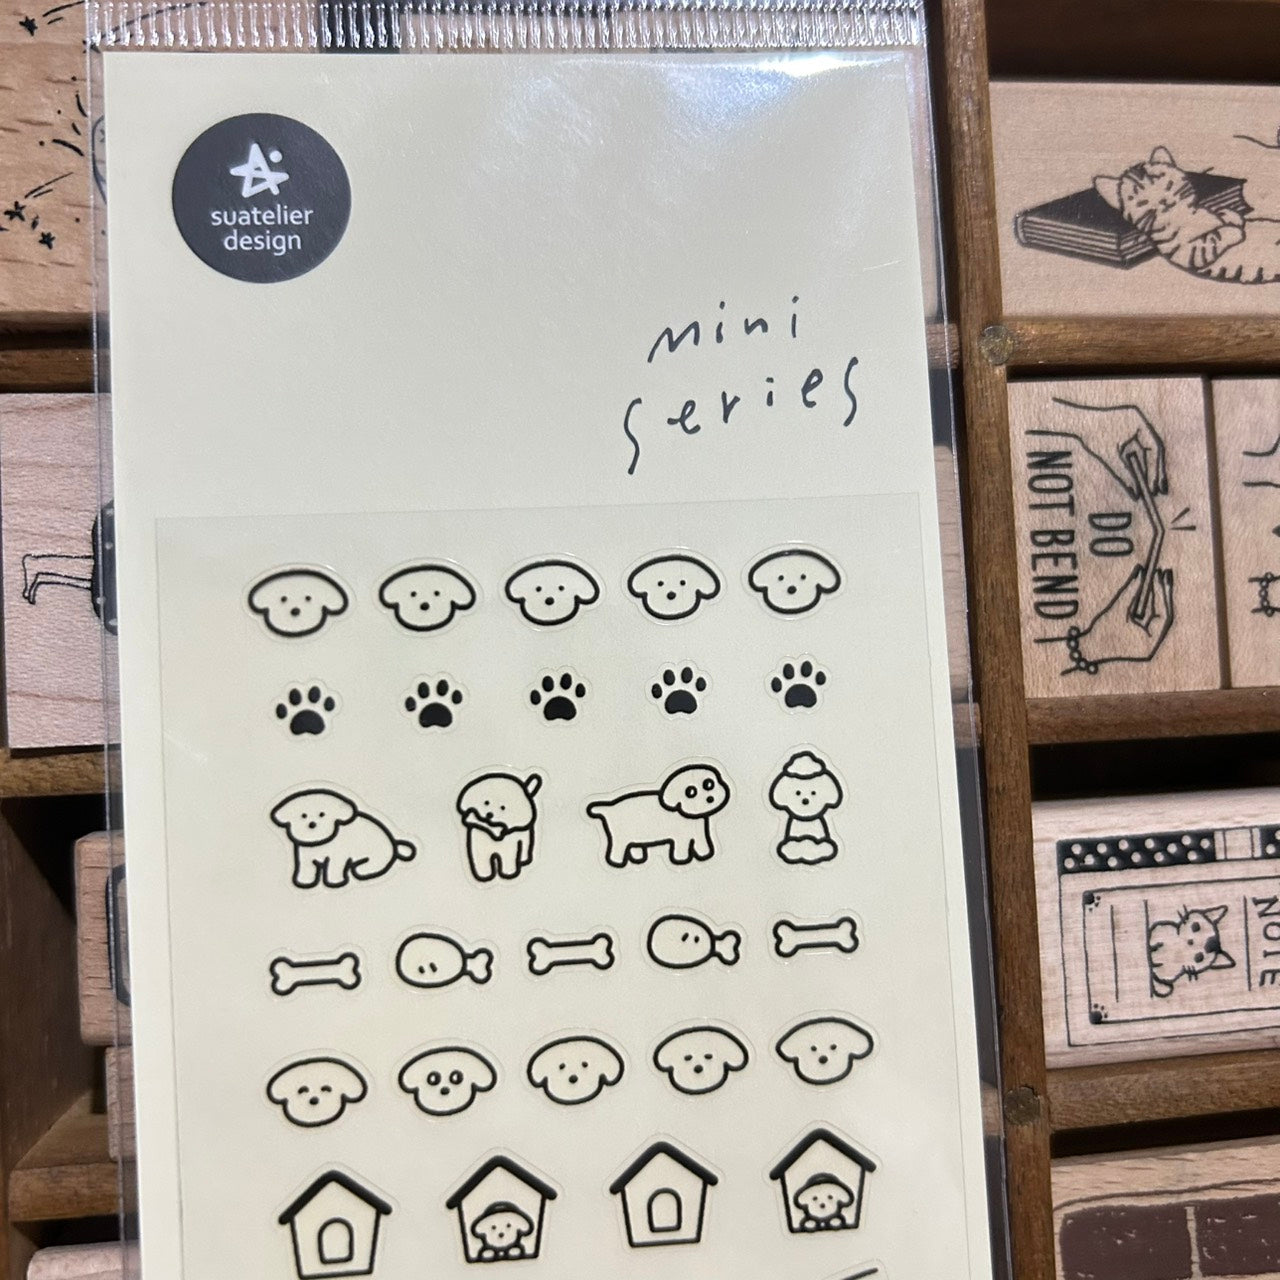 suatelier
design
mini
series
DO
NOT BEND
NOTE